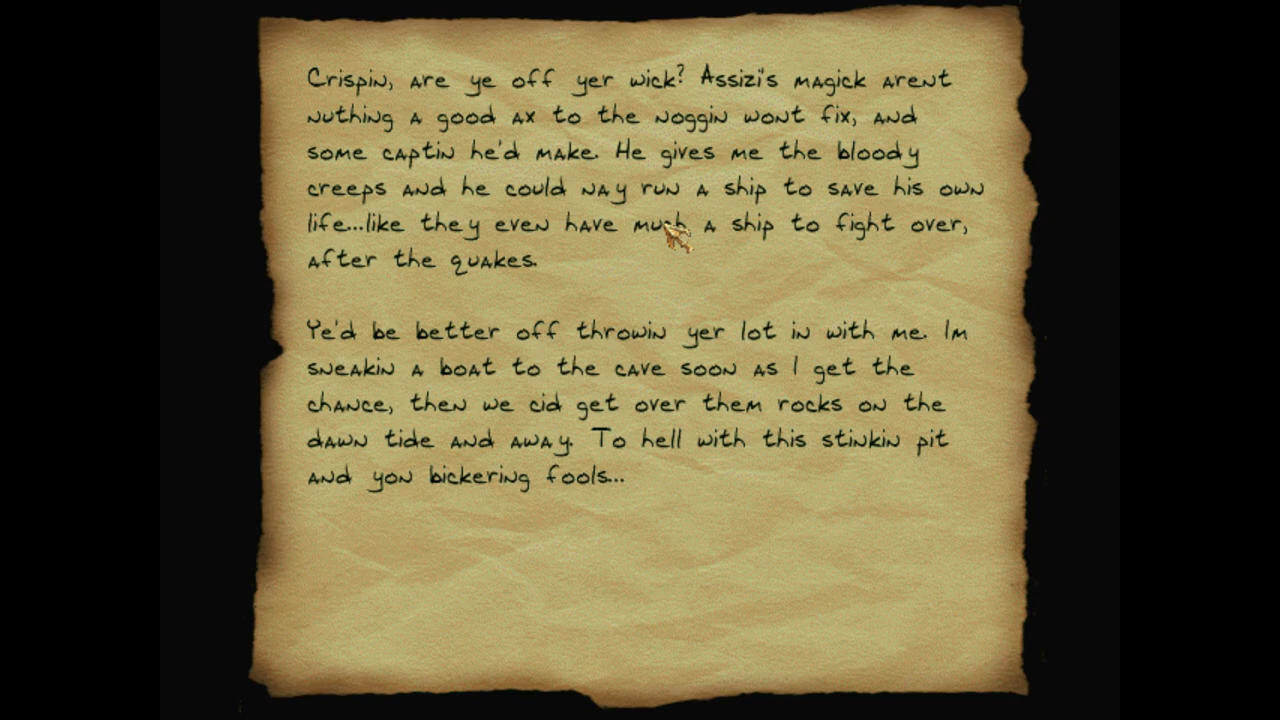 Crispin, are ye off yer wick? Assizi's magick arent
nuthing a good ax to the noggin wont fix, and
some captin he'd make. He gives me the bloody
creeps and he could nay run a ship to save his own
life...like they even have much a ship to fight over,
after the quakes.
Ye'd be better off throwin yer lot in with me. Im
sneakin a boat to the cave soon as I get the
chance, then we cid get over them rocks on the
dawn tide and away. To hell with this stinkin pit
and yon bickering fools...